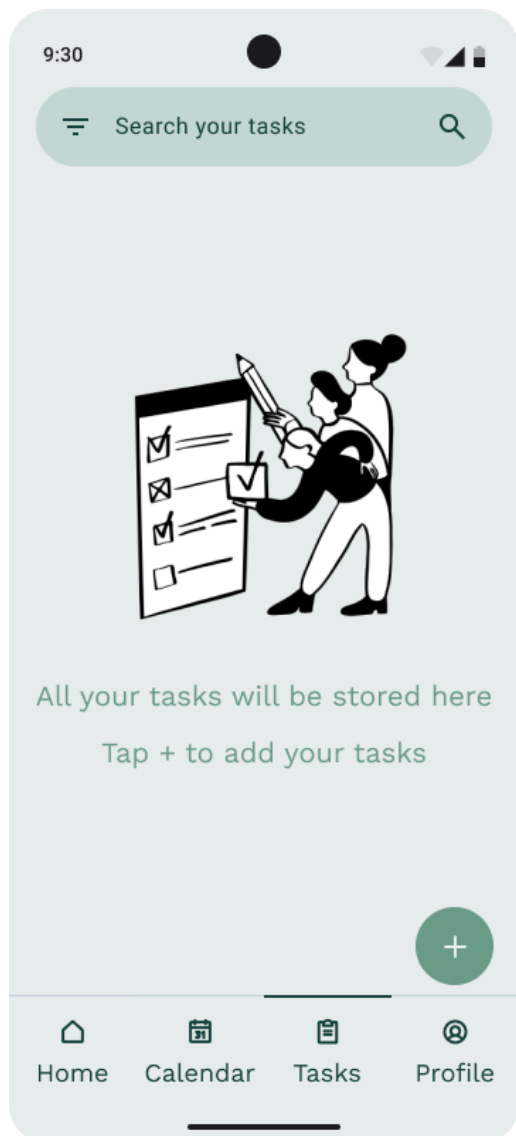 9:30
Search your tasks
All your tasks will be stored here
Tap + to add your tasks
+
31
Home Calendar Tasks Profile